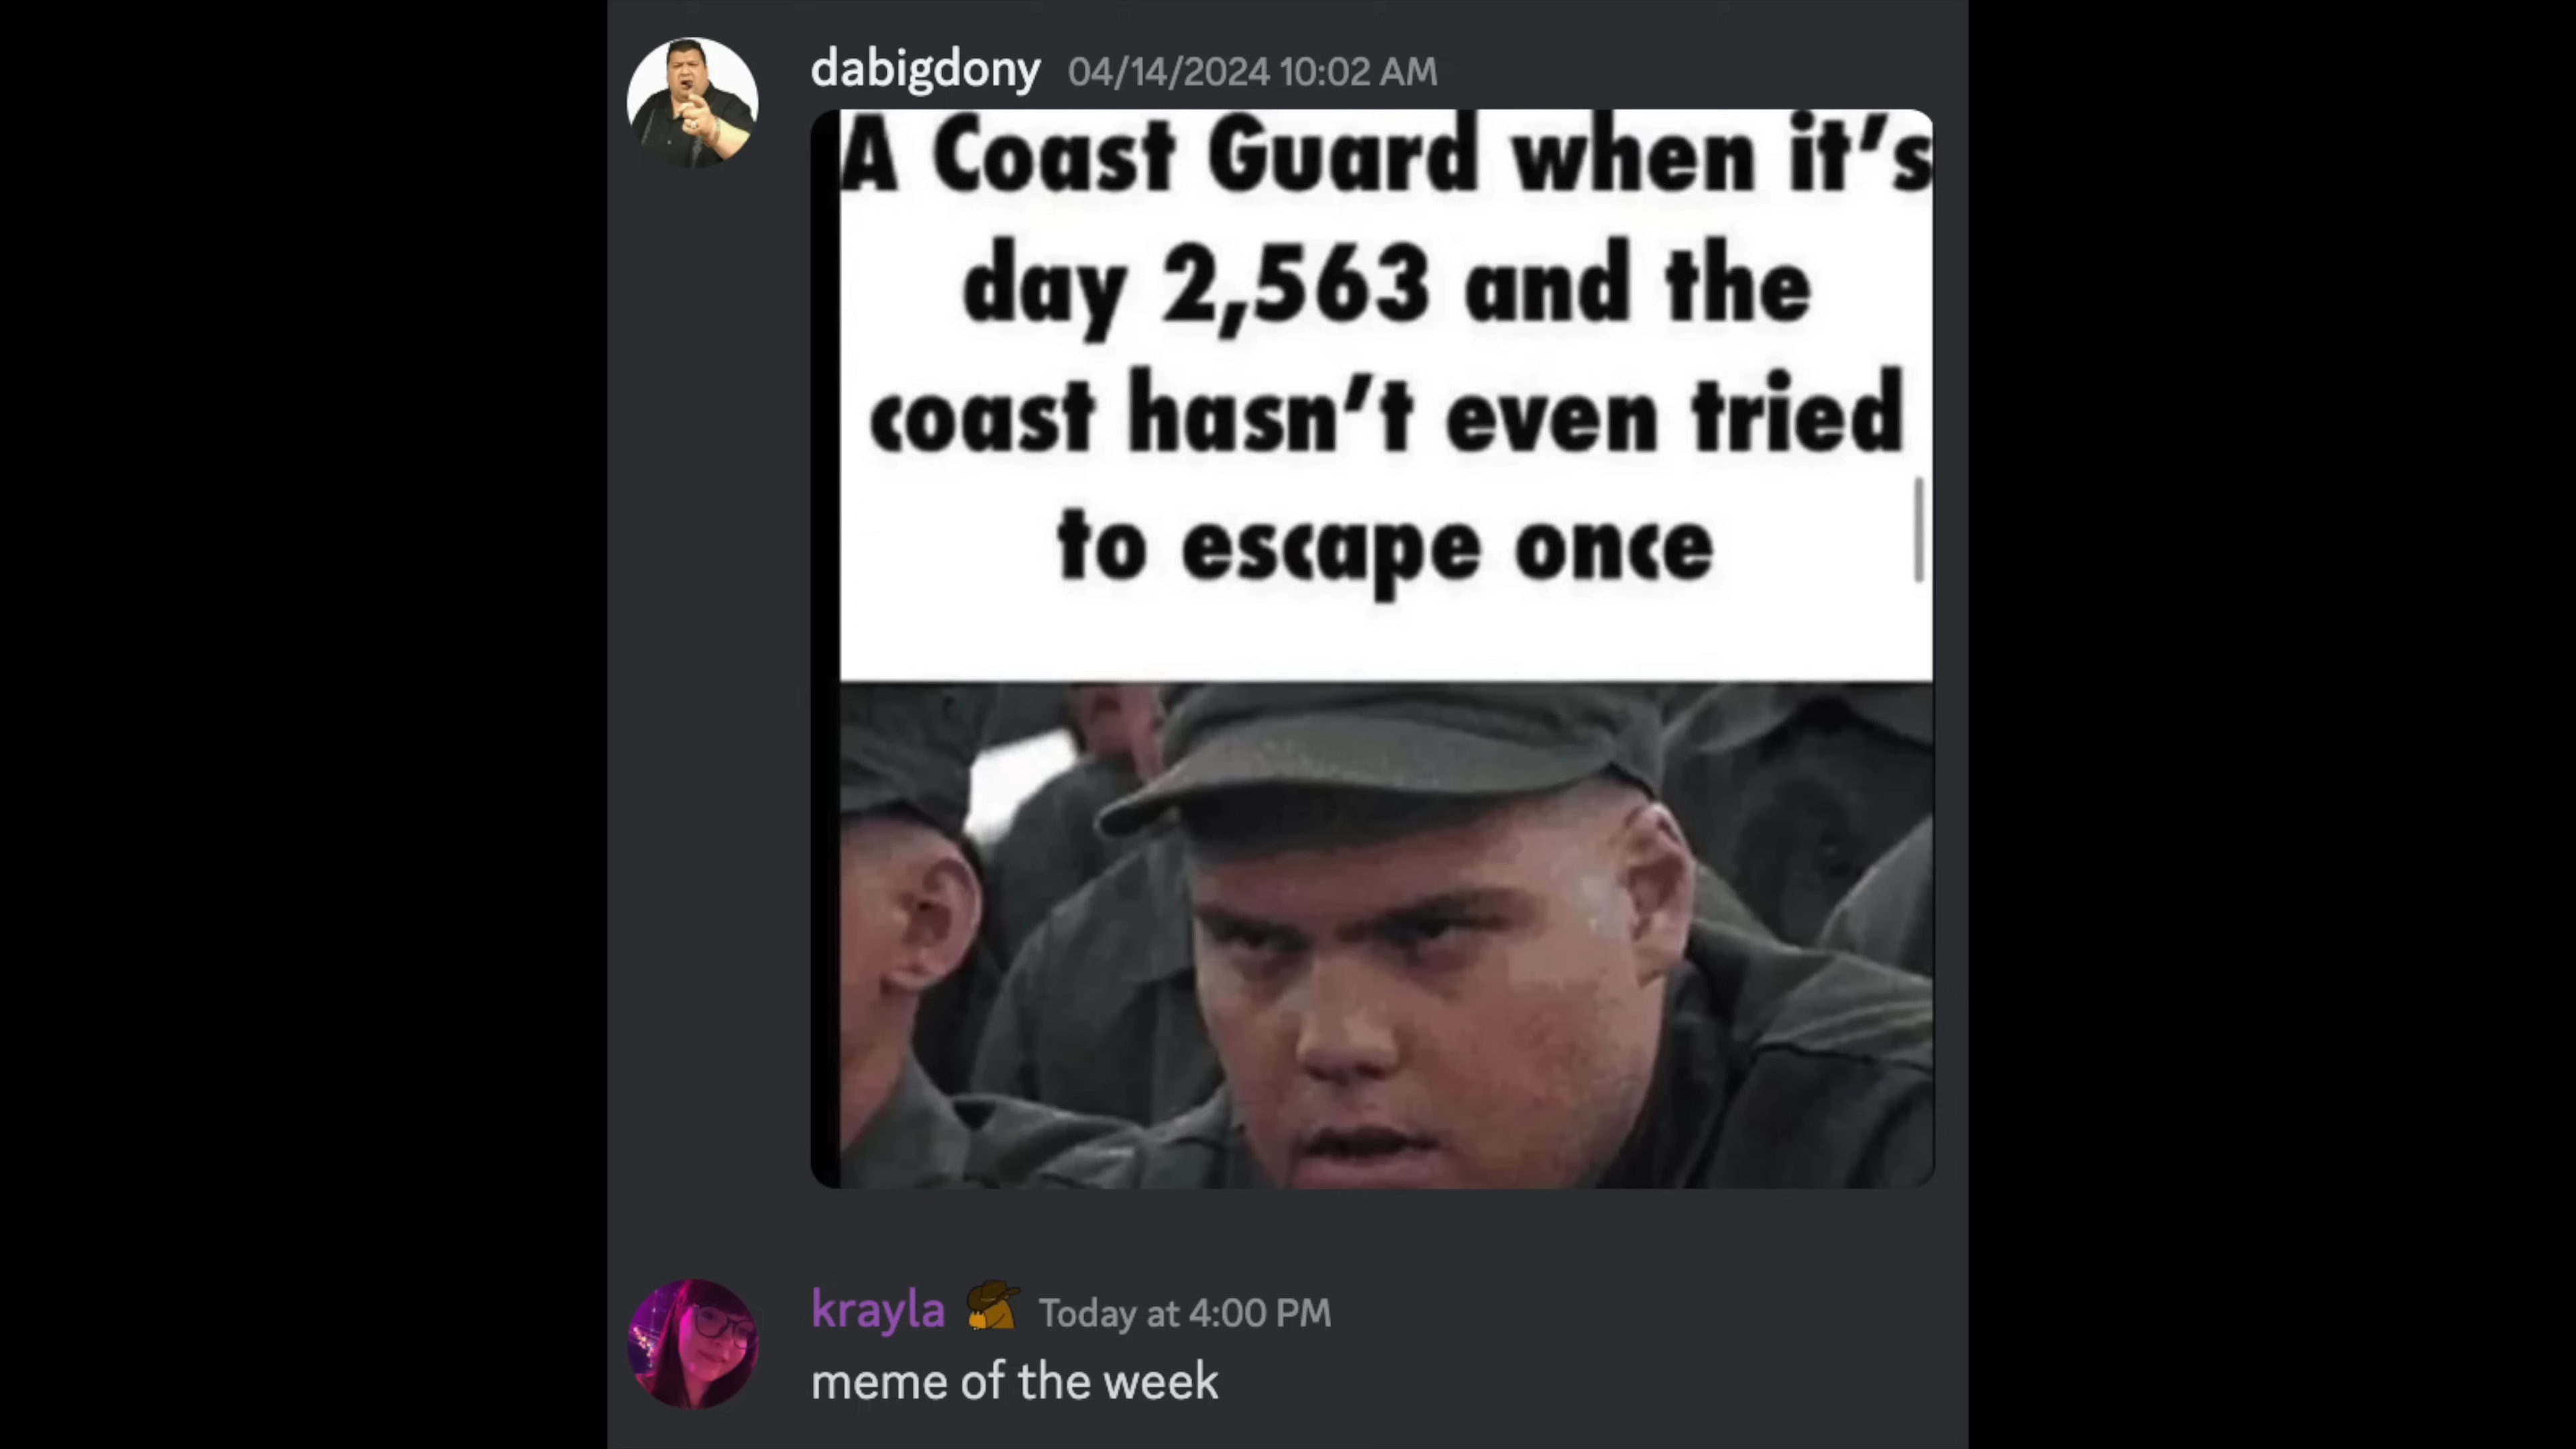 dabigdony 04/14/2024 10:02 AM
A Coast Guard when it's
day 2,563 and the
coast hasn't even tried
to escape once
krayla Today at 4:00 PM
meme of the week